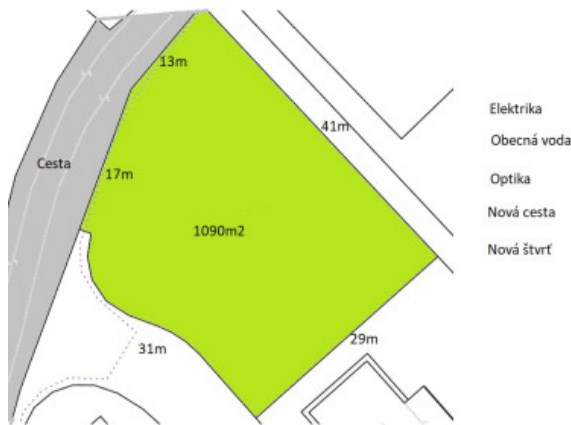 13m
41m
Cesta
17m
1090m2
31m
29m
Elektrika
Obecná voda
Optika
Nová cesta
Nová štvrť